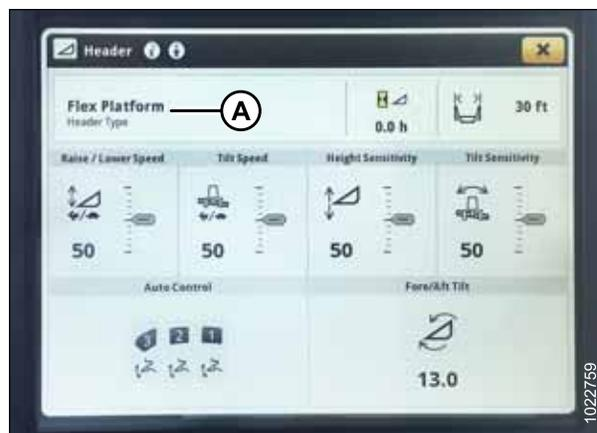 Header
Flex Platform
Header Type
A
0.0 h
30 ft
Raise / Lower Speed
Tilt Speed
Height Sensitivity
Tilt Sensitivity
50
50
50
50
Auto Control
Fore/Aft Tilt
3 2 1
13.0
1022759